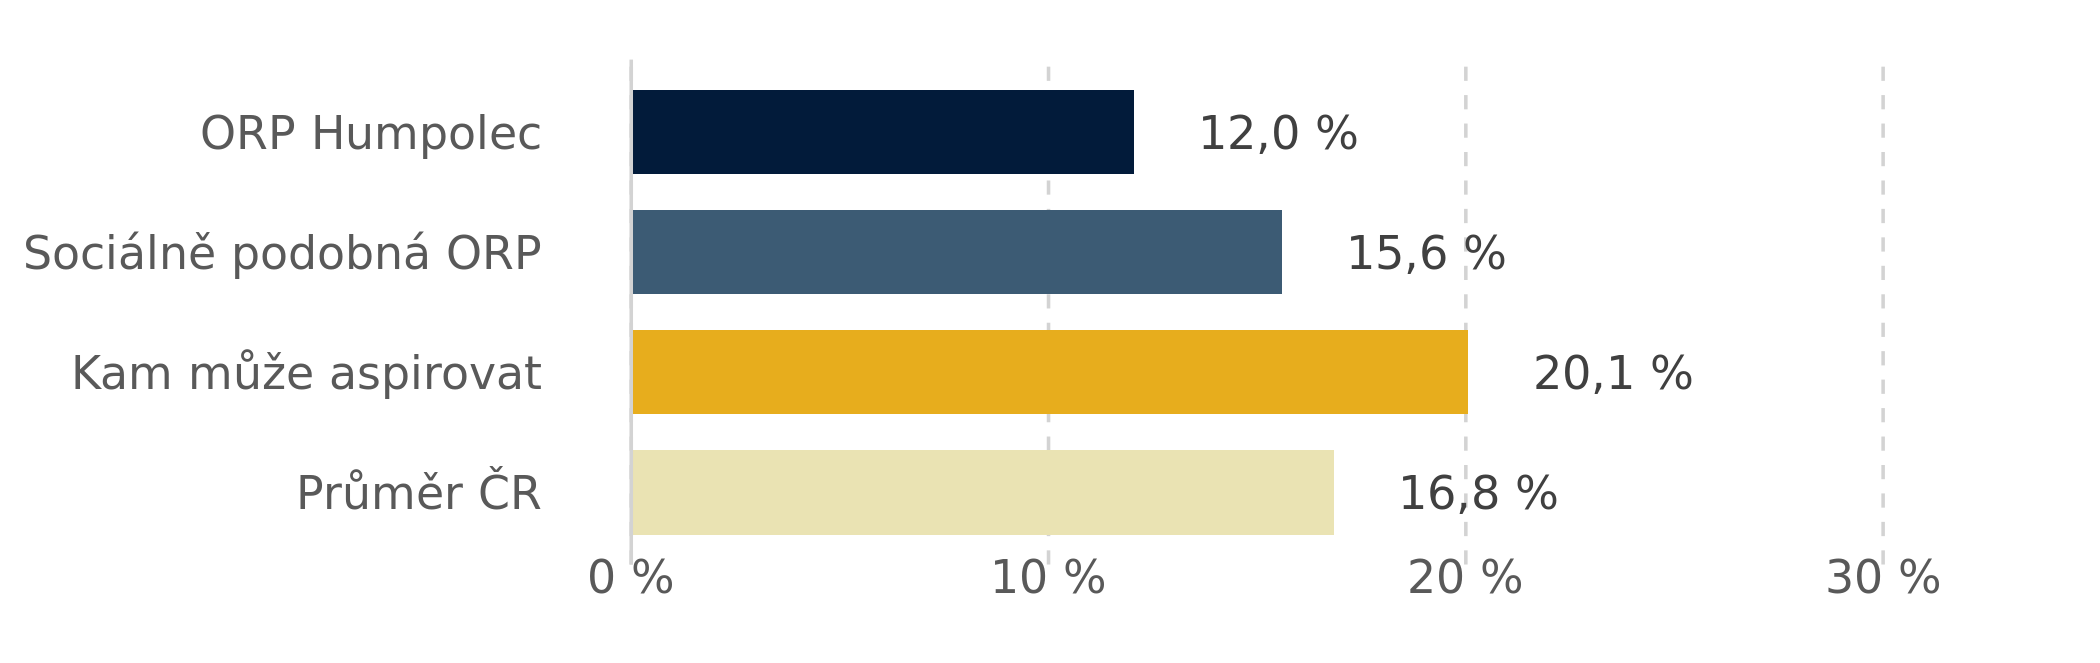 ORP Humpolec 12,0 %
Sociálně podobná ORP 15,6 %
Kam může aspirovat 20,1 %
Průměr ČR 16,8 %
0 % 10 % 20 % 30 %